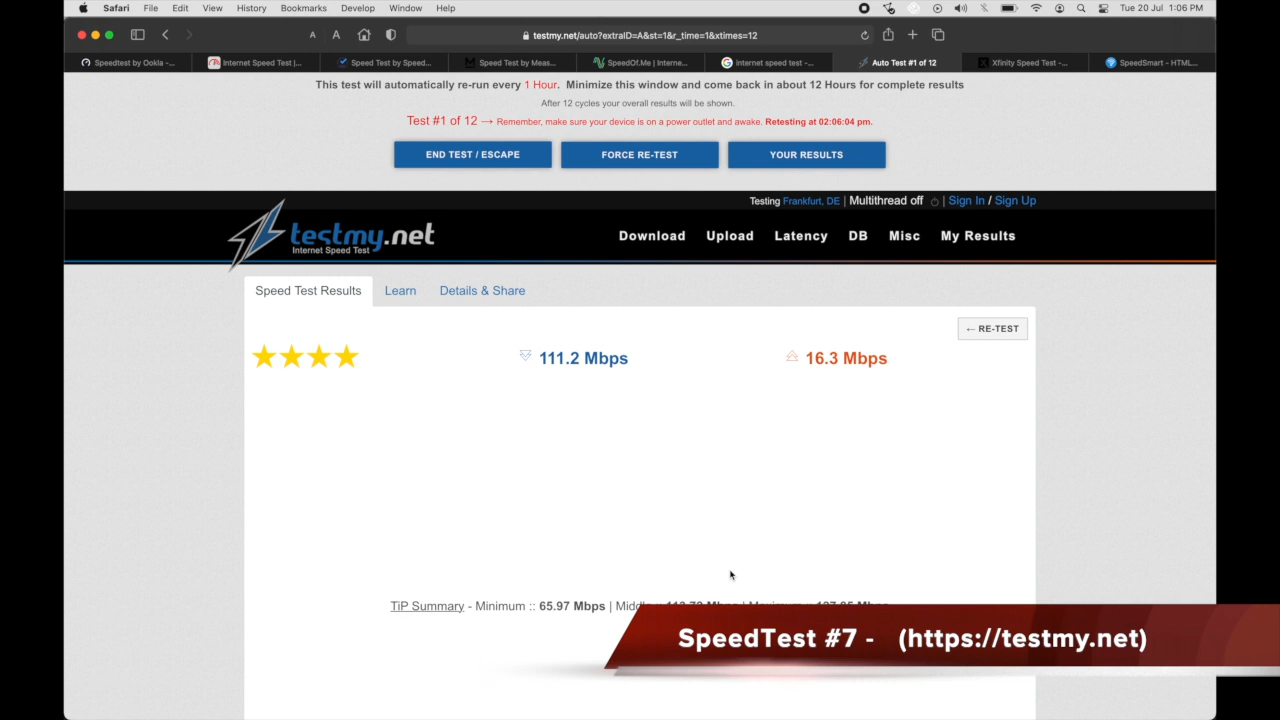 Safari File Edit View History Bookmarks Develop Window Help Tue 20 Jul 1:06 PM
A A testmy.net/auto?extraID=A&st=1&r_time=1&xtimes=12
Speedtest by Ookla -... Internet Speed Test |... Speed Test by Speed... Speed Test by Meas... SpeedOf.Me | Interne... internet speed test -... Auto Test #1 of 12 Xfinity Speed Test -... SpeedSmart - HTML...
This test will automatically re-run every 1 Hour. Minimize this window and come back in about 12 Hours for complete results
After 12 cycles your overall results will be shown.
Test #1 of 12 → Remember, make sure your device is on a power outlet and awake. Retesting at 02:06:04 pm.
END TEST / ESCAPE FORCE RE-TEST YOUR RESULTS
Testing Frankfurt, DE | Multithread off | Sign In / Sign Up
testmy.net
Internet Speed Test
Download Upload Latency DB Misc My Results
Speed Test Results Learn Details & Share
← RE-TEST
111.2 Mbps 16.3 Mbps
TiP Summary - Minimum :: 65.97 Mbps |
SpeedTest #7 - (https://testmy.net)